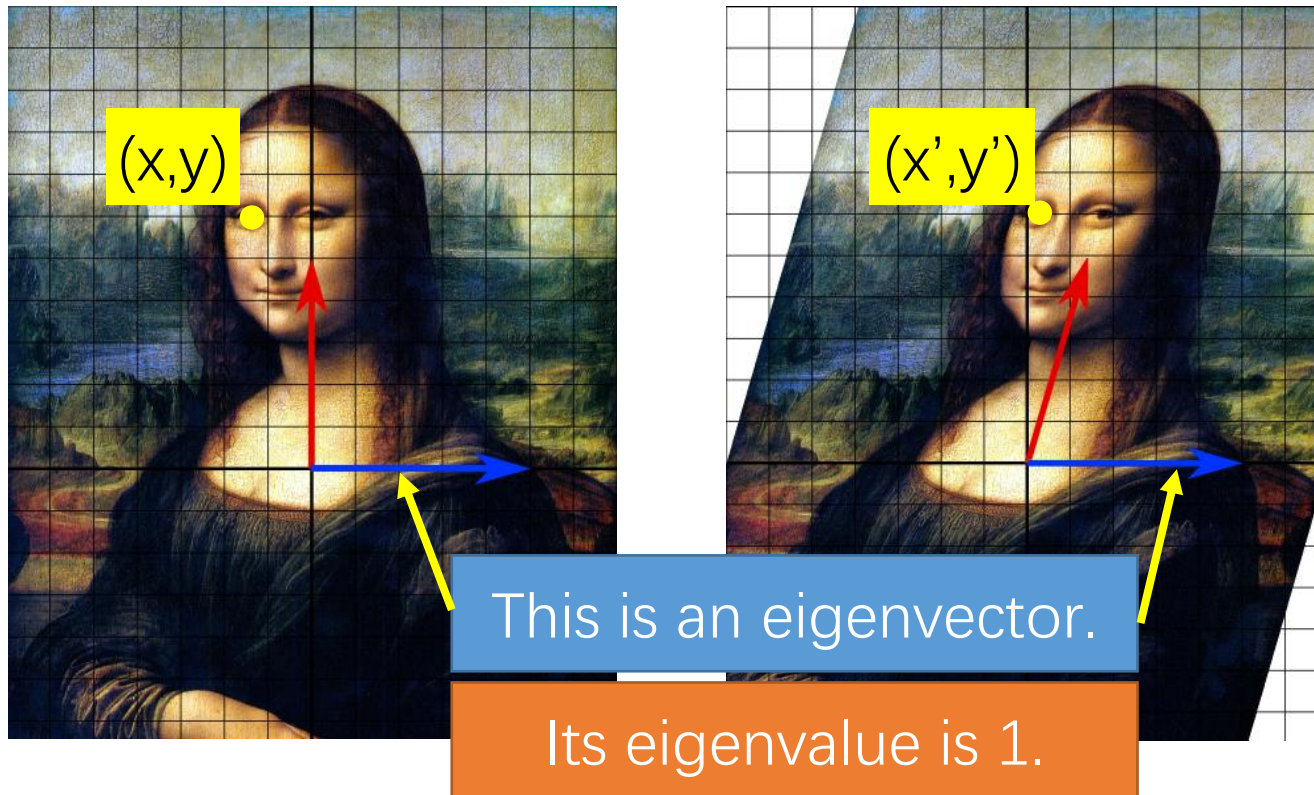 (x,y)
(x’,y’)
This is an eigenvector.
Its eigenvalue is 1.